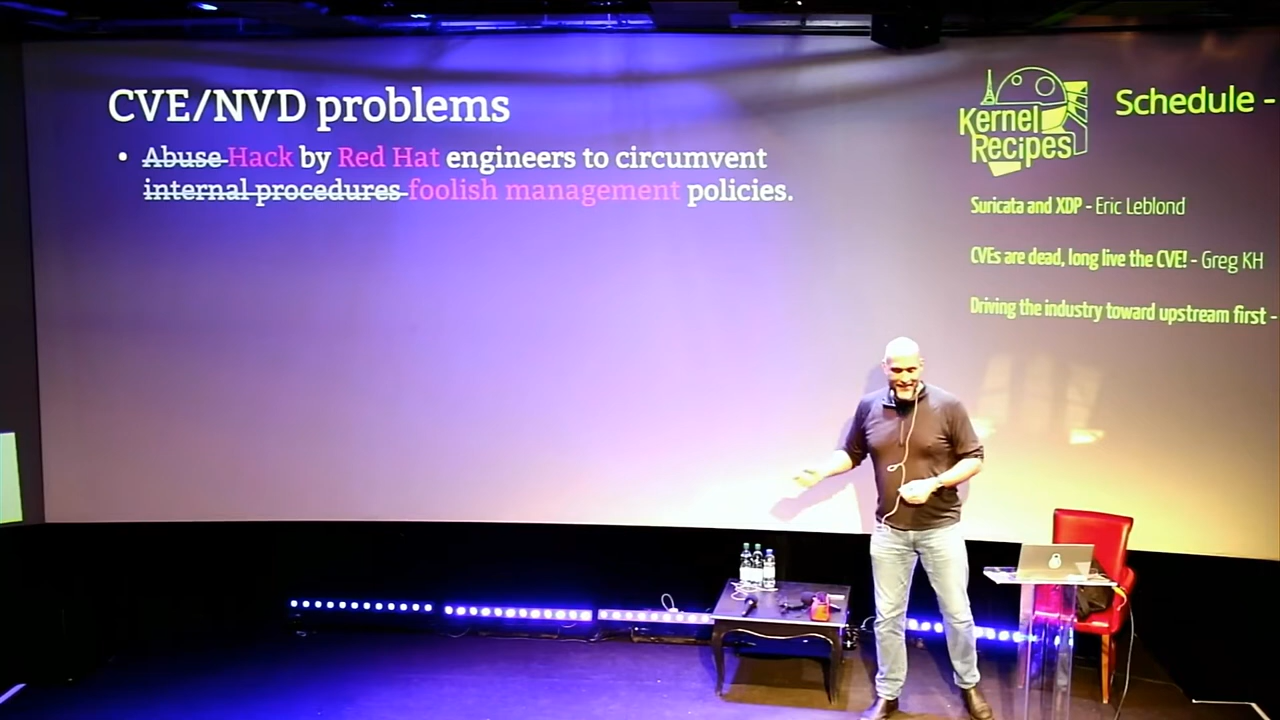 CVE/NVD problems
• Abuse Hack by Red Hat engineers to circumvent
internal procedures foolish management policies.
Kernel
Recipes
Schedule -
Suricata and XDP - Eric Leblond
CVEs are dead, long live the CVE! - Greg KH
Driving the industry toward upstream first -